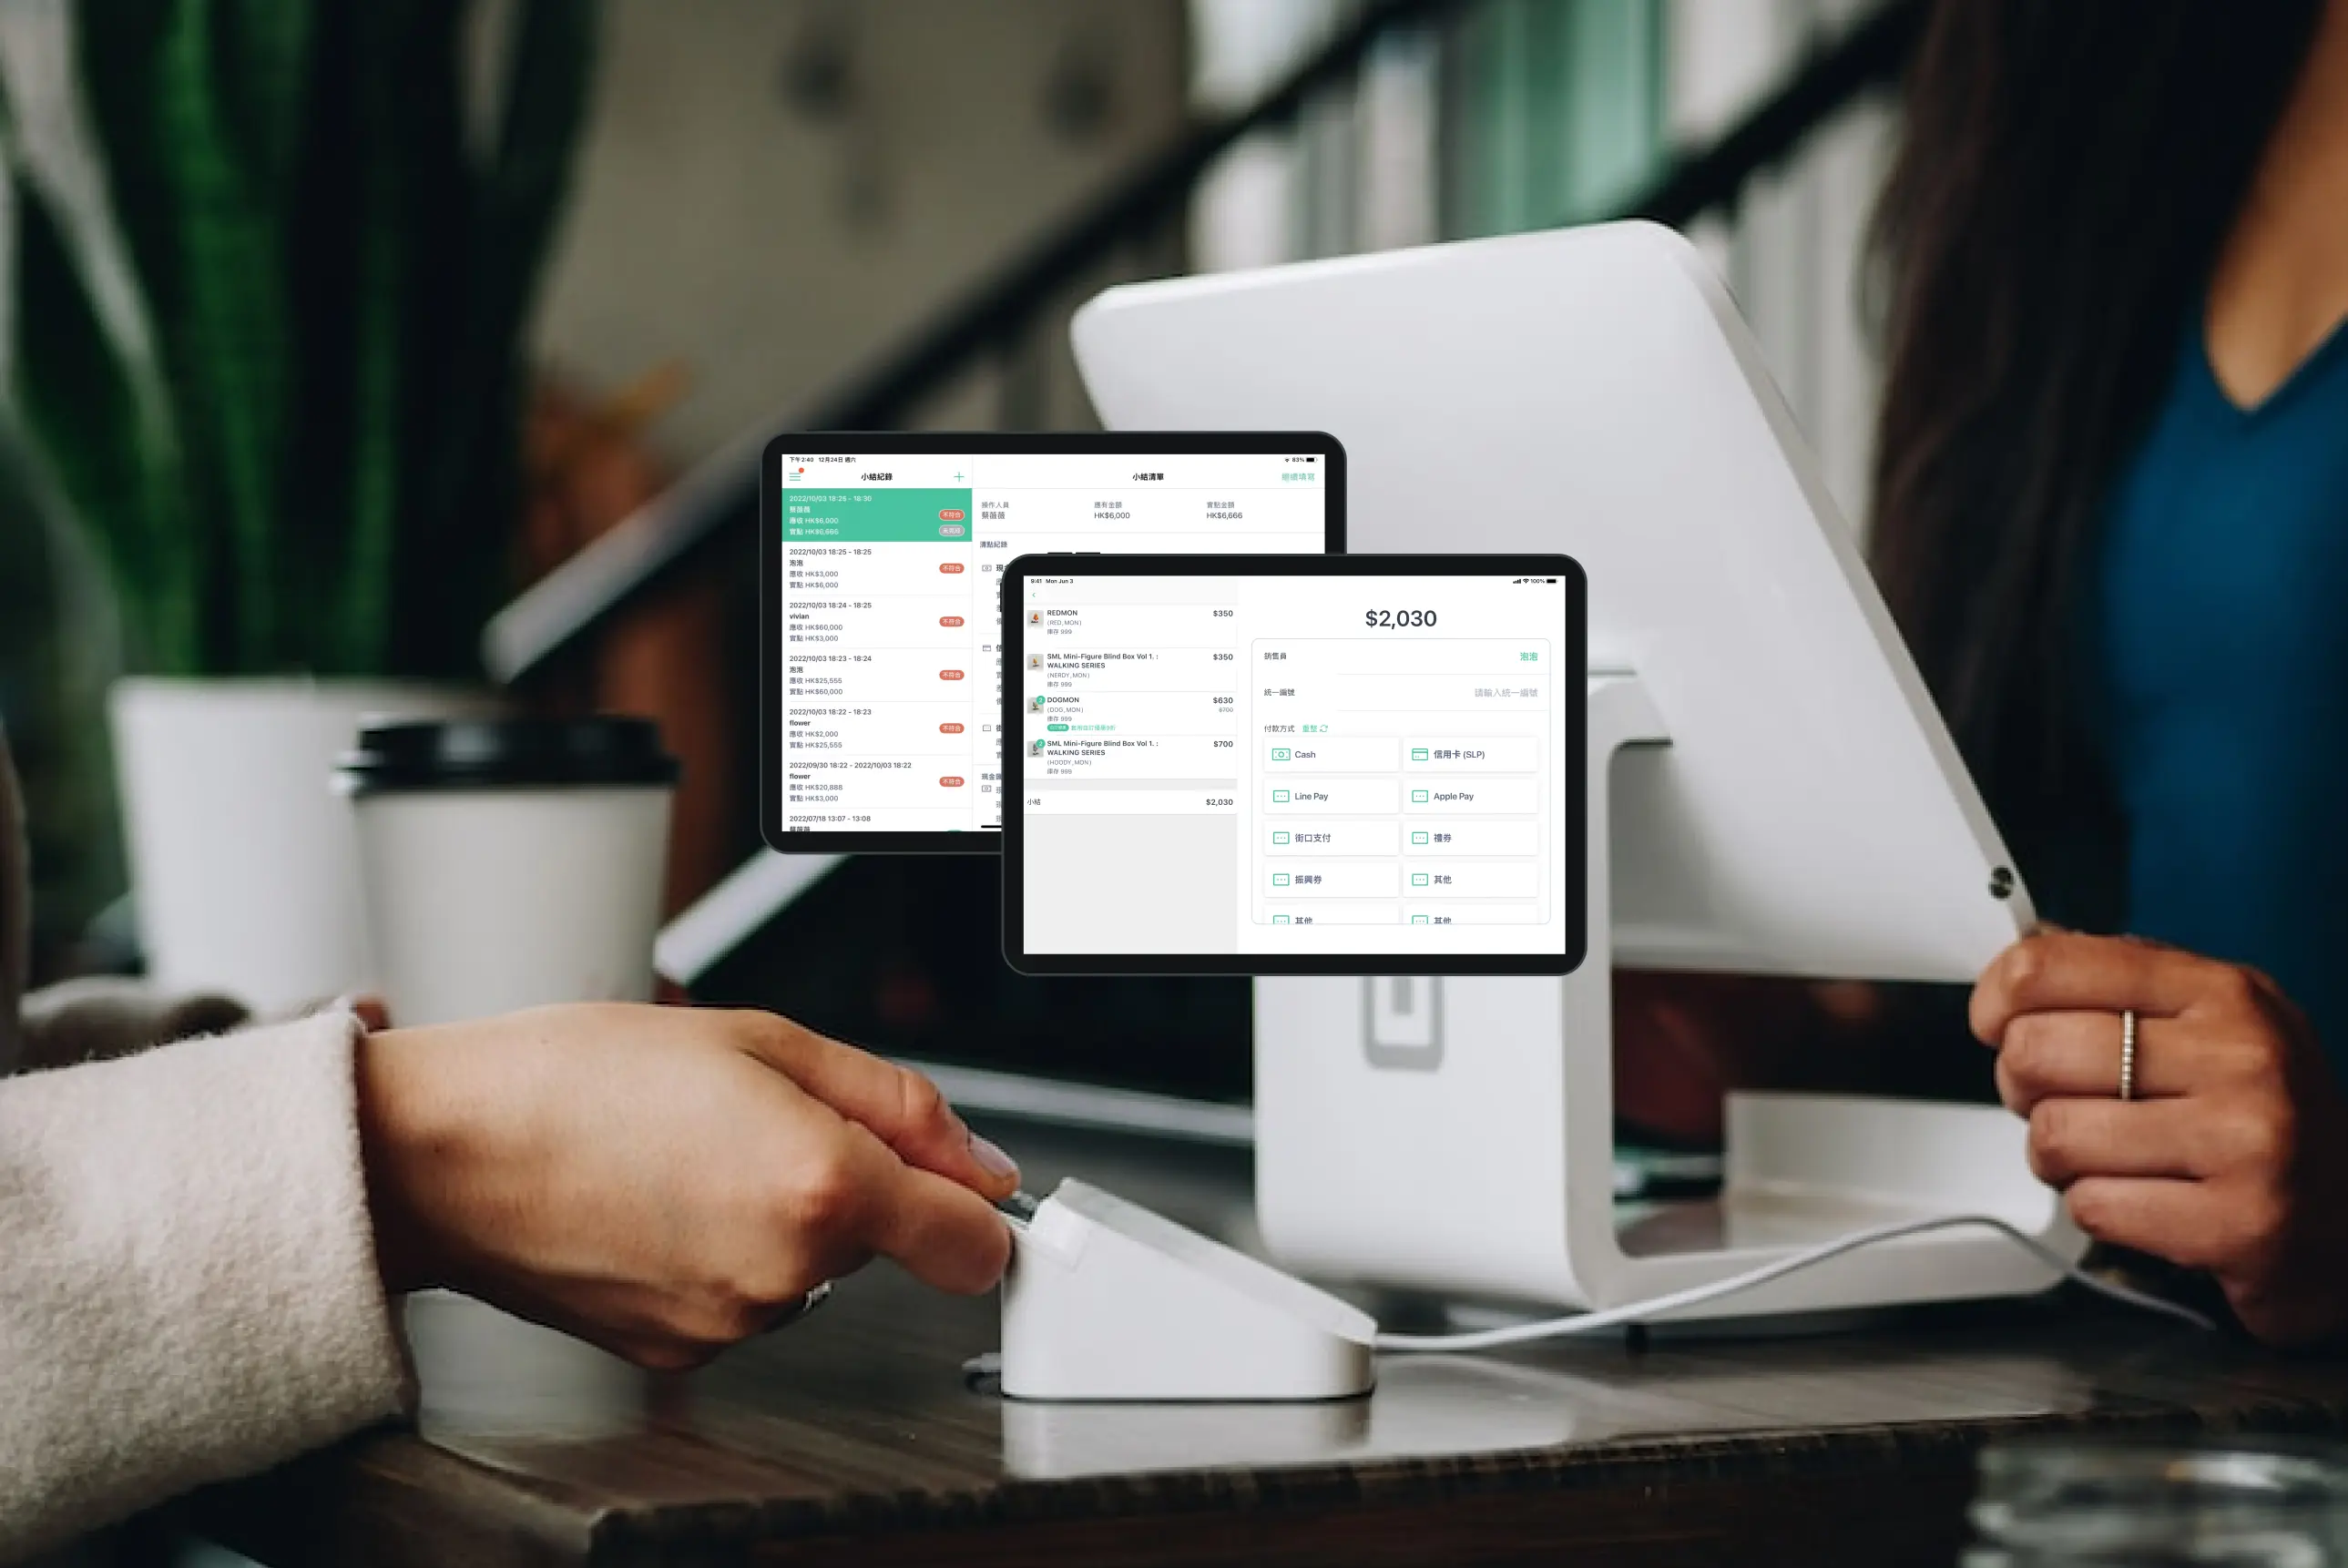 下午2:40 12月24日 週六
83%
小結紀錄
小結清單
繼續填寫
2022/10/03 18:25 - 18:30
蔡薇薇
應收 HK$6,000
實點 HK$6,666
不符合
2022/10/03 18:25 - 18:25
泡泡
應收 HK$3,000
實點 HK$6,000
不符合
2022/10/03 18:24 - 18:25
vivian
應收 HK$60,000
實點 HK$3,000
不符合
2022/10/03 18:23 - 18:24
泡泡
應收 HK$25,555
實點 HK$60,000
不符合
2022/10/03 18:22 - 18:23
flower
應收 HK$2,000
實點 HK$25,555
不符合
2022/09/30 18:22 - 2022/10/03 18:22
flower
應收 HK$20,888
實點 HK$3,000
不符合
2022/07/18 13:07 - 13:08
操作人員
蔡薇薇
應有金額
HK$6,000
實點金額
HK$6,666
清點紀錄
9:41 Mon Jun 3
100%
REDMON
$350
(RED, MON)
庫存 999
SML Mini-Figure Blind Box Vol 1. :
WALKING SERIES
$350
(NERDY, MON)
庫存 999
DOGMON
$630
(DOG, MON)
$700
庫存 999
SML Mini-Figure Blind Box Vol 1. :
WALKING SERIES
$700
(HOODY, MON)
庫存 999
小結
$2,030
$2,030
銷售員
泡泡
統一編號
請輸入統一編號
付款方式 重整
Cash
信用卡 (SLP)
Line Pay
Apple Pay
街口支付
禮券
振興券
其他
其他
其他